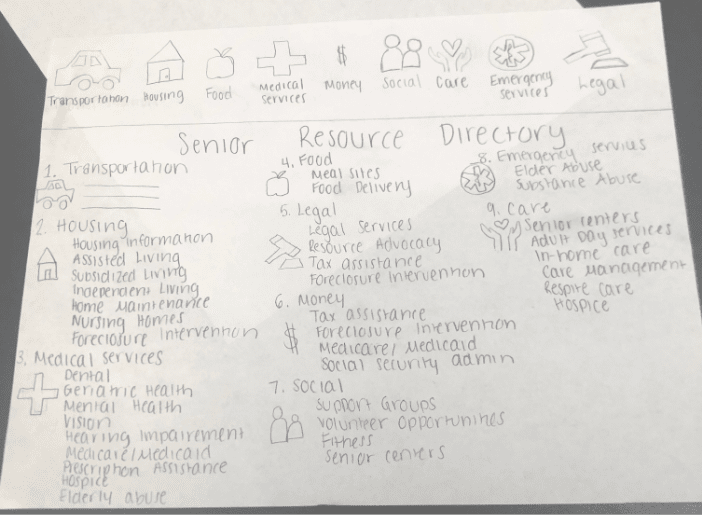 Transportation Housing Food Medical services Money Social Care Emergency services Legal
Senior Resource Directory
1. Transportation
2. Housing
Housing information
Assisted Living
Subsidized Living
Independent Living
Home Maintenance
Nursing Homes
Foreclosure Intervention
3. Medical services
Dental
Geriatric Health
Mental Health
Vision
Hearing Impairement
Medicare/Medicaid
Prescription Assistance
Hospice
Elderly abuse
4. Food
Meal sites
Food Delivery
5. Legal
Legal Services
Resource Advocacy
Tax assistance
Foreclosure Intervention
6. Money
$
Tax assistance
Foreclosure Intervention
Medicare/Medicaid
Social security admin
7. Social
Support Groups
Volunteer Opportunities
Fitness
Senior centers
8. Emergency services
Elder Abuse
Substance Abuse
9. Care
Senior centers
Adult Day services
In-home care
Care Management
Respite care
Hospice